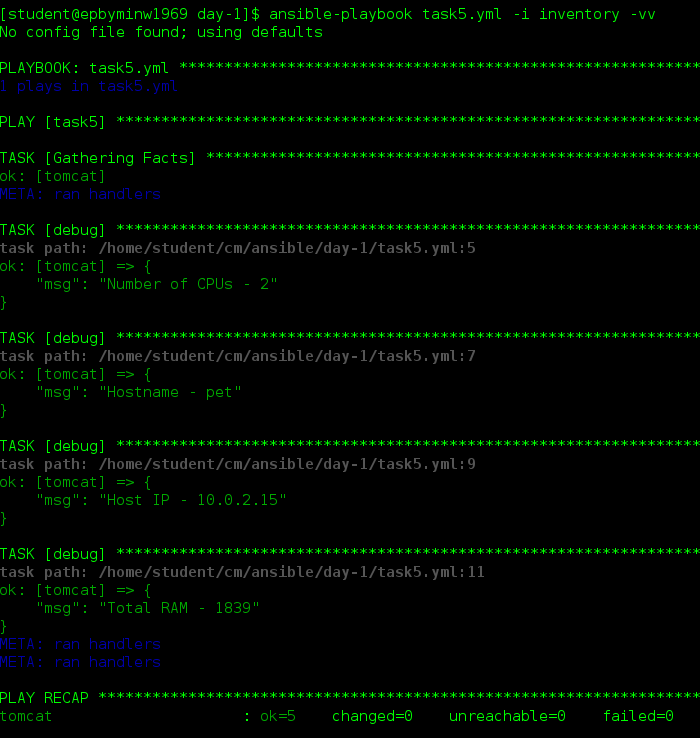 [student@epbyminw1969 day-1]$ ansible-playbook task5.yml -i inventory -vv
No config file found; using defaults
PLAYBOOK: task5.yml **********************************************************
1 plays in task5.yml
PLAY [task5] *****************************************************************
TASK [Gathering Facts] *******************************************************
ok: [tomcat]
META: ran handlers
TASK [debug] *****************************************************************
task path: /home/student/cm/ansible/day-1/task5.yml:5
ok: [tomcat] => {
    "msg": "Number of CPUs - 2"
}
TASK [debug] *****************************************************************
task path: /home/student/cm/ansible/day-1/task5.yml:7
ok: [tomcat] => {
    "msg": "Hostname - pet"
}
TASK [debug] *****************************************************************
task path: /home/student/cm/ansible/day-1/task5.yml:9
ok: [tomcat] => {
    "msg": "Host IP - 10.0.2.15"
}
TASK [debug] *****************************************************************
task path: /home/student/cm/ansible/day-1/task5.yml:11
ok: [tomcat] => {
    "msg": "Total RAM - 1839"
}
META: ran handlers
META: ran handlers
PLAY RECAP *******************************************************************
tomcat                     : ok=5    changed=0    unreachable=0    failed=0